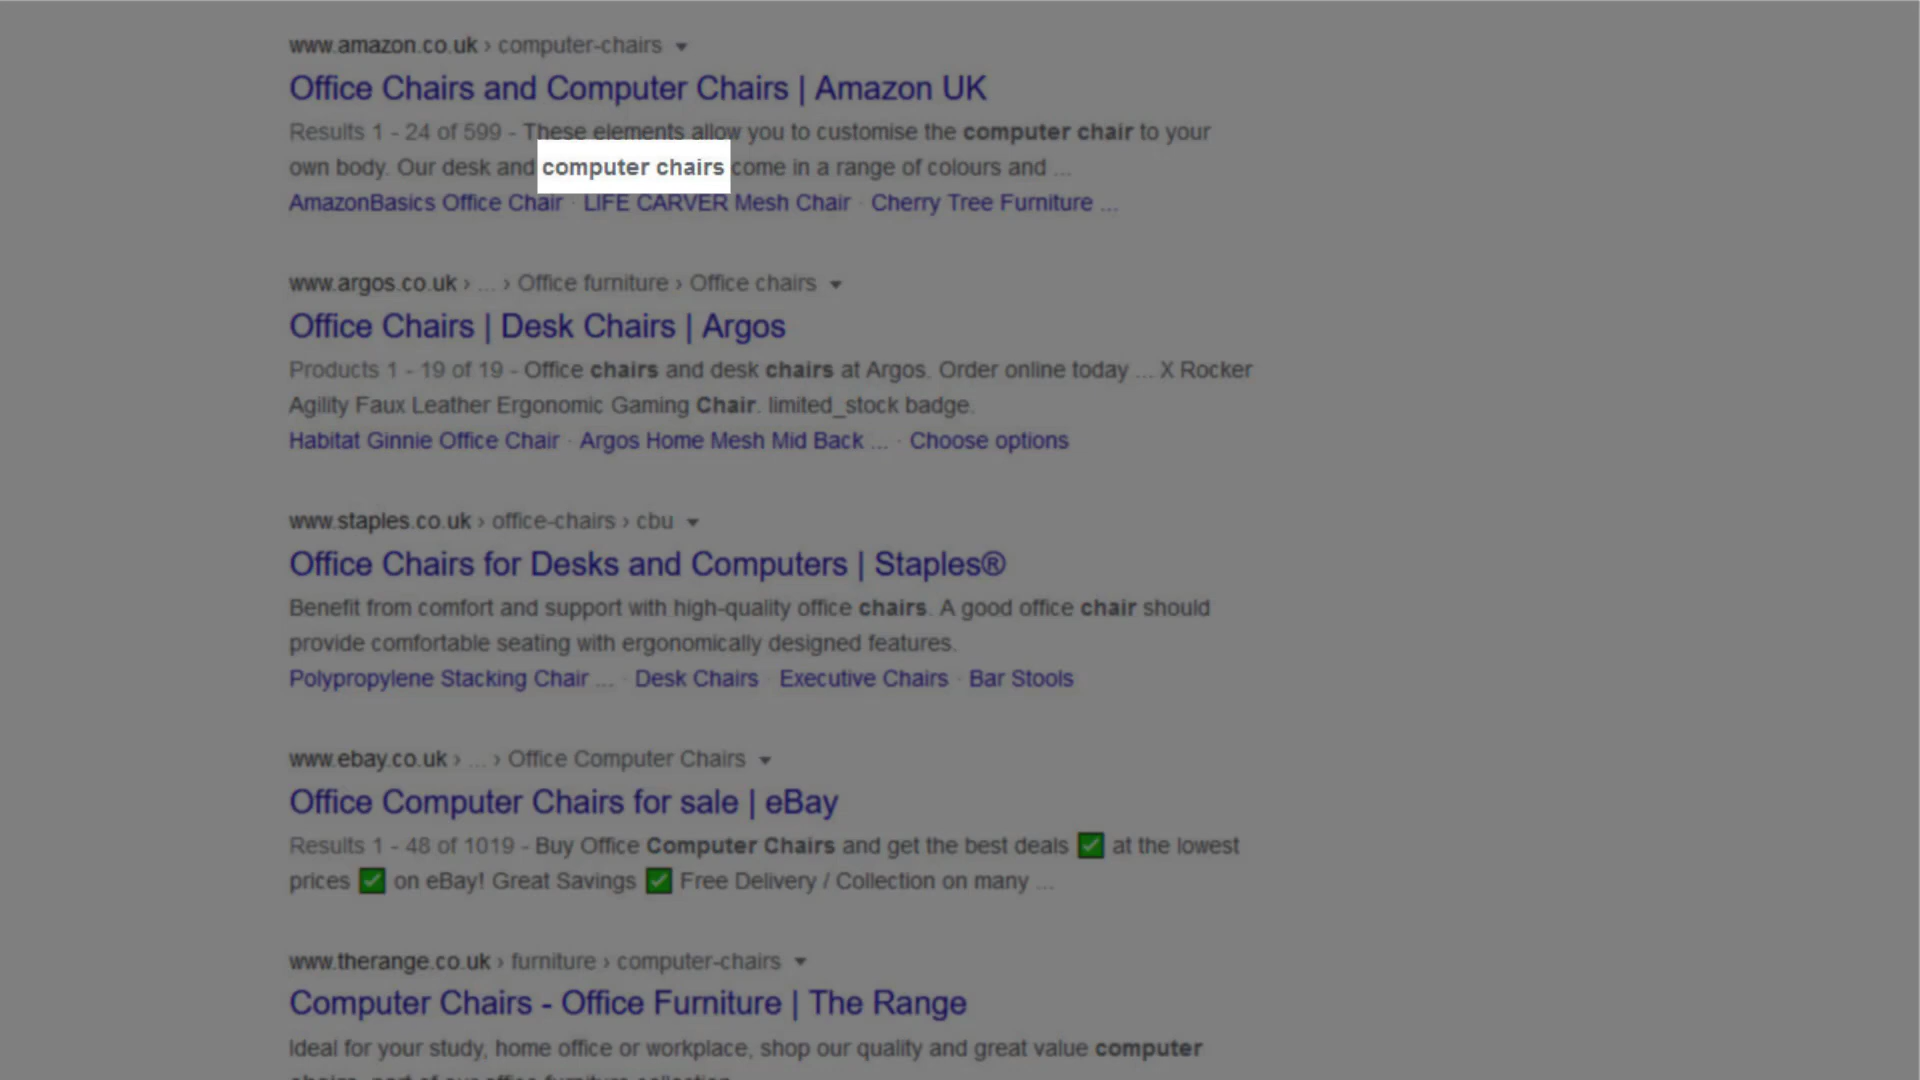 www.amazon.co.uk › computer-chairs
Office Chairs and Computer Chairs | Amazon UK
Results 1 - 24 of 599 - These elements allow you to customise the computer chair to your
own body. Our desk and computer chairs come in a range of colours and ...
AmazonBasics Office Chair · LIFE CARVER Mesh Chair · Cherry Tree Furniture ...
www.argos.co.uk › ... › Office furniture › Office chairs
Office Chairs | Desk Chairs | Argos
Products 1 - 19 of 19 - Office chairs and desk chairs at Argos. Order online today ... X Rocker
Agility Faux Leather Ergonomic Gaming Chair. limited_stock badge.
Habitat Ginnie Office Chair · Argos Home Mesh Mid Back ... · Choose options
www.staples.co.uk › office-chairs › cbu
Office Chairs for Desks and Computers | Staples®
Benefit from comfort and support with high-quality office chairs. A good office chair should
provide comfortable seating with ergonomically designed features.
Polypropylene Stacking Chair ... · Desk Chairs · Executive Chairs · Bar Stools
www.ebay.co.uk › ... › Office Computer Chairs
Office Computer Chairs for sale | eBay
Results 1 - 48 of 1019 - Buy Office Computer Chairs and get the best deals ✅ at the lowest
prices ✅ on eBay! Great Savings ✅ Free Delivery / Collection on many ...
www.therange.co.uk › furniture › computer-chairs
Computer Chairs - Office Furniture | The Range
Ideal for your study, home office or workplace, shop our quality and great value computer